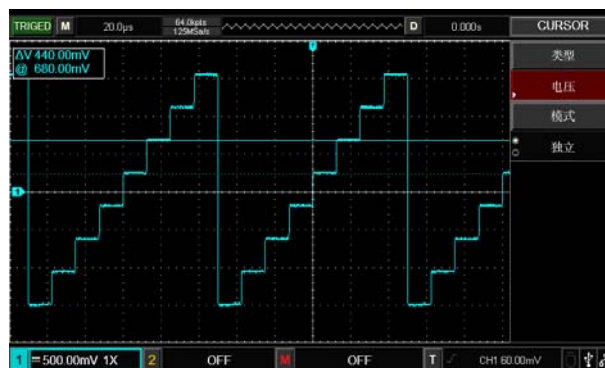 TRIGED M 20.0μs 64.0kpts D 0.000s CURSOR
125MSa/s
ΔV 440.00mV
@ 680.00mV
类型
电压
模式
独立
1
1 500.00mV 1X 2 OFF M OFF T CH1 60.00mV